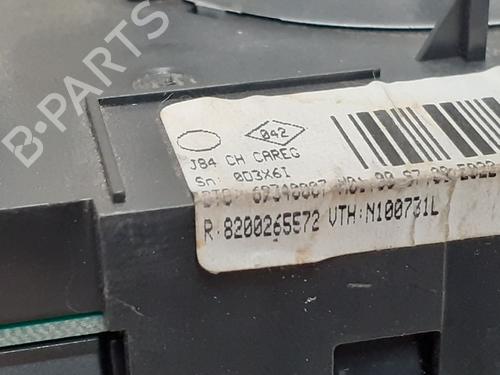 B-PARTS
042
J84 CH CAREG
Sn: 0D3X6I
R:8200265572 VTH:N100731L